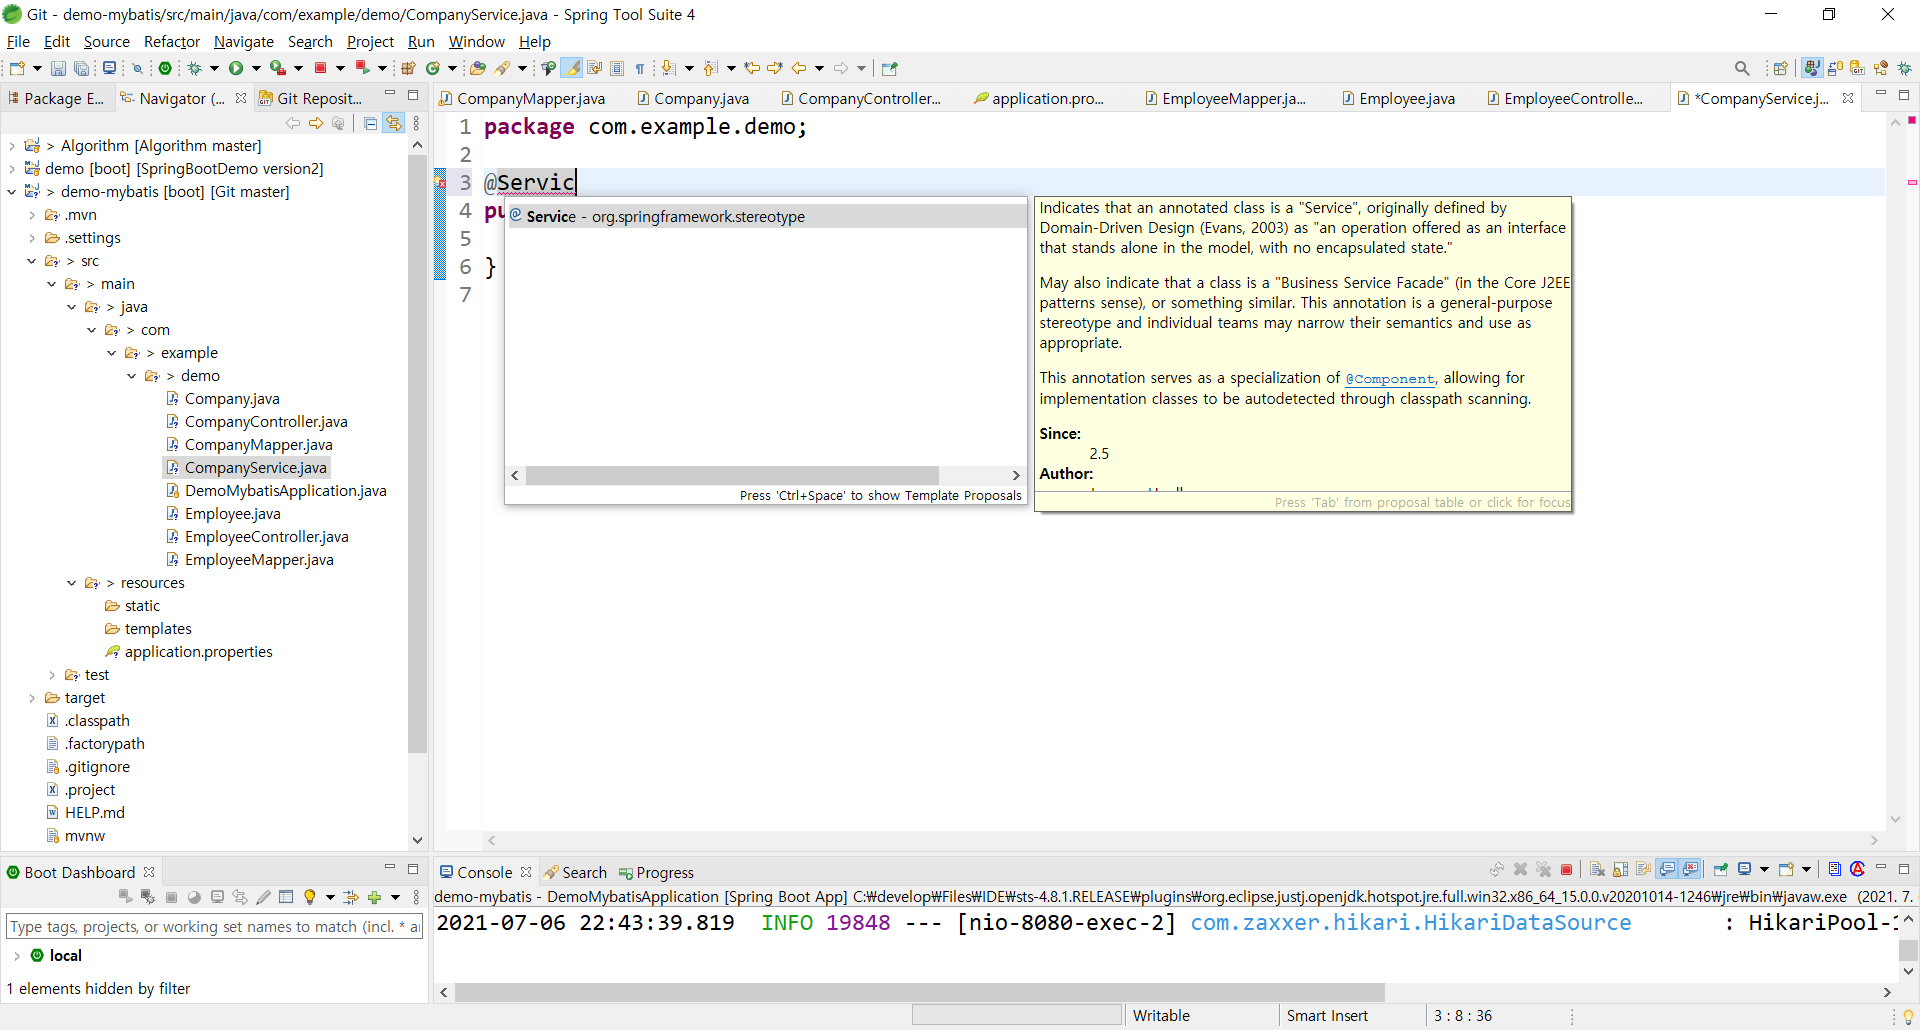 Git - demo-mybatis/src/main/java/com/example/demo/CompanyService.java - Spring Tool Suite 4
File Edit Source Refactor Navigate Search Project Run Window Help
Package E...
Navigator (...
Git Reposit...
CompanyMapper.java
Company.java
CompanyController...
application.pro...
EmployeeMapper.ja...
Employee.java
EmployeeControlle...
*CompanyService.j...
> Algorithm [Algorithm master]
demo [boot] [SpringBootDemo version2]
> demo-mybatis [boot] [Git master]
> .mvn
.settings
> src
> main
> java
> com
> example
> demo
Company.java
CompanyController.java
CompanyMapper.java
CompanyService.java
DemoMybatisApplication.java
Employee.java
EmployeeController.java
EmployeeMapper.java
> resources
static
templates
application.properties
test
target
.classpath
.factorypath
.gitignore
.project
HELP.md
mvnw
1 package com.example.demo;
2
3 @Servic
4 pu
5
6 }
7
Service - org.springframework.stereotype
Press 'Ctrl+Space' to show Template Proposals
Indicates that an annotated class is a "Service", originally defined by
Domain-Driven Design (Evans, 2003) as "an operation offered as an interface
that stands alone in the model, with no encapsulated state."
May also indicate that a class is a "Business Service Facade" (in the Core J2EE
patterns sense), or something similar. This annotation is a general-purpose
stereotype and individual teams may narrow their semantics and use as
appropriate.
This annotation serves as a specialization of @Component, allowing for
implementation classes to be autodetected through classpath scanning.
Since:
2.5
Author:
Press 'Tab' from proposal table or click for focus
Boot Dashboard
Type tags, projects, or working set names to match (incl. *
local
1 elements hidden by filter
Console
Search
Progress
demo-mybatis - DemoMybatisApplication [Spring Boot App] C:₩develop₩Files₩IDE₩sts-4.8.1.RELEASE₩plugins₩org.eclipse.justj.openjdk.hotspot.jre.full.win32.x86_64_15.0.0.v20201014-1246₩jre₩bin₩javaw.exe (2021. 7.
2021-07-06 22:43:39.819 INFO 19848 --- [nio-8080-exec-2] com.zaxxer.hikari.HikariDataSource : HikariPool-1
Writable
Smart Insert
3 : 8 : 36